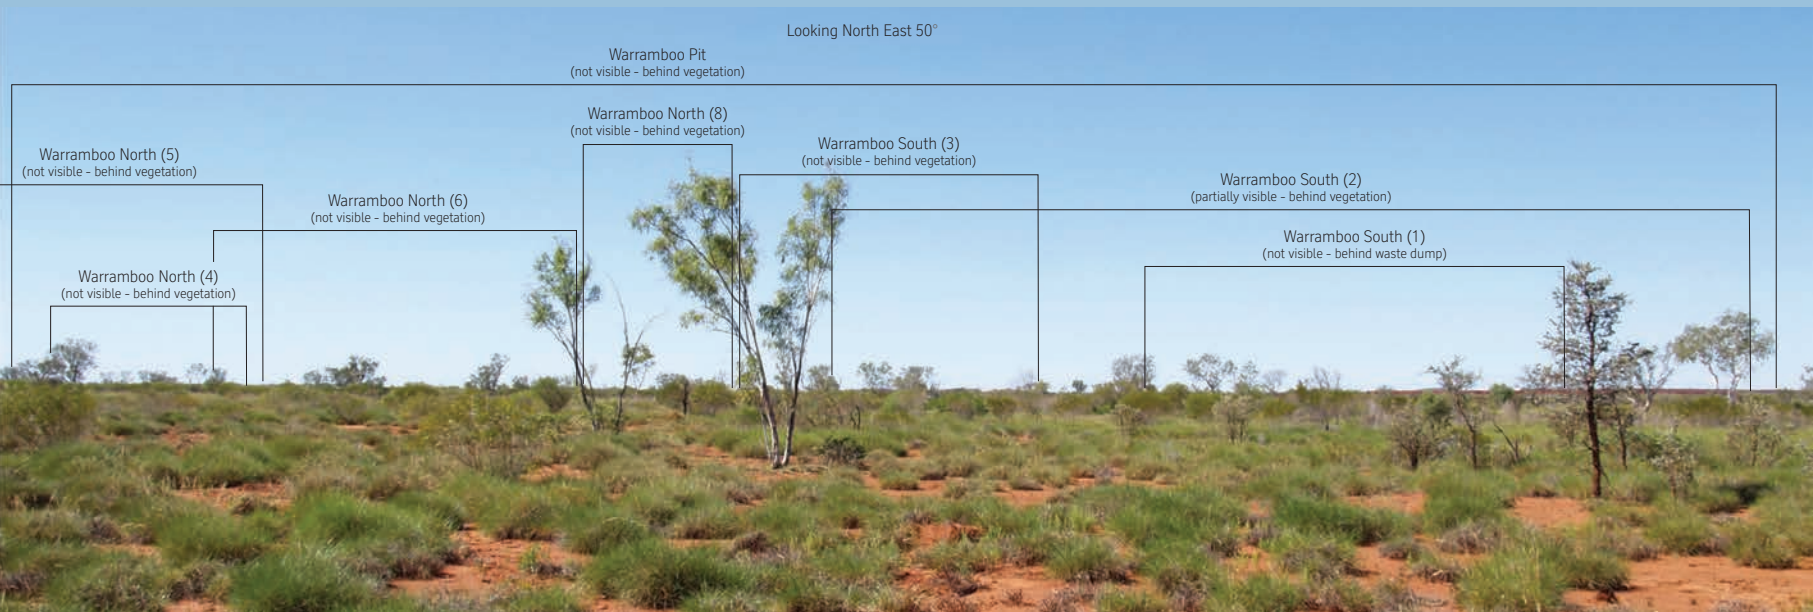 Looking North East 50°
Warramboo Pit
(not visible - behind vegetation)
Warramboo North (8)
(not visible - behind vegetation)
Warramboo South (3)
(not visible - behind vegetation)
Warramboo North (5)
(not visible - behind vegetation)
Warramboo South (2)
(partially visible - behind vegetation)
Warramboo North (6)
(not visible - behind vegetation)
Warramboo South (1)
(not visible - behind waste dump)
Warramboo North (4)
(not visible - behind vegetation)